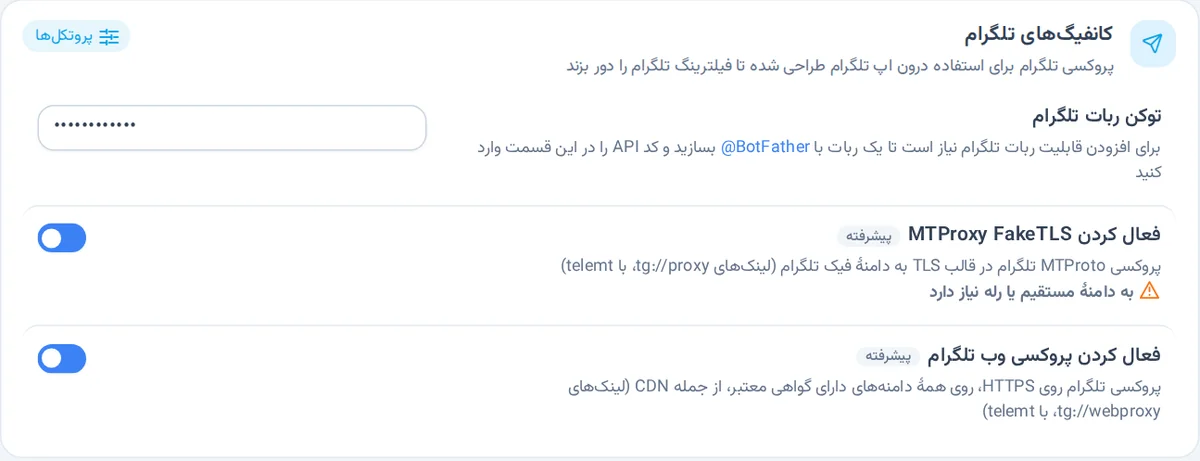 کانفیگ‌های تلگرام
پروتکل‌ها
پروکسی تلگرام برای استفاده درون اپ تلگرام طراحی شده تا فیلترینگ تلگرام را دور بزند
توکن ربات تلگرام
••••••••••••
برای افزودن قابلیت ربات تلگرام نیاز است تا یک ربات با @BotFather بسازید و کد API را در این قسمت وارد
کنید
فعال کردن MTProxy FakeTLS پیشرفته
پروکسی MTProto تلگرام در قالب TLS به دامنهٔ فیک تلگرام (لینک‌های tg://proxy، با telemt)
به دامنهٔ مستقیم یا رله نیاز دارد
فعال کردن پروکسی وب تلگرام پیشرفته
پروکسی تلگرام روی HTTPS، روی همهٔ دامنه‌های دارای گواهی معتبر، از جمله CDN (لینک‌های
tg://webproxy، با telemt)